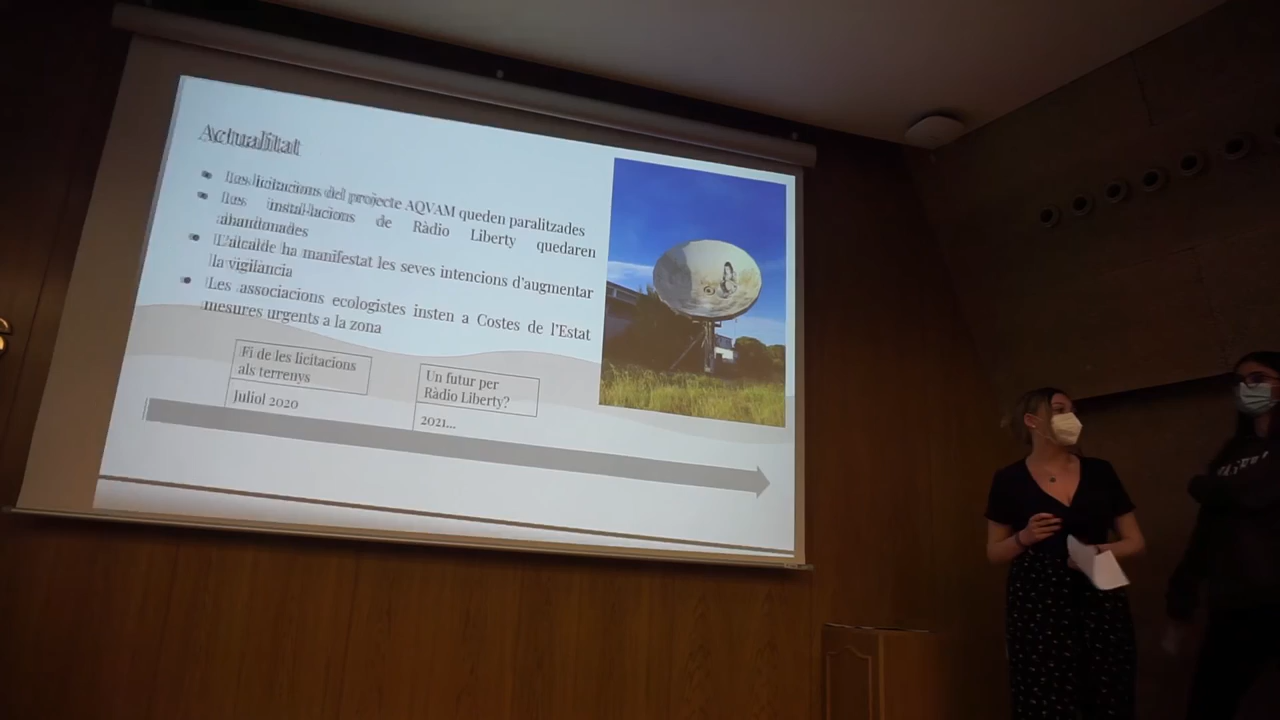 Actualitat
Les licitacions del projecte AQVAM queden paralitzades
Les instal·lacions de Ràdio Liberty quedaren
abandonades
L'alcalde ha manifestat les seves intencions d'augmentar
la vigilància
Les associacions ecologistes insten a Costes de l'Estat
mesures urgents a la zona
Fi de les licitacions
als terrenys
Juliol 2020
Un futur per
Ràdio Liberty?
2021...